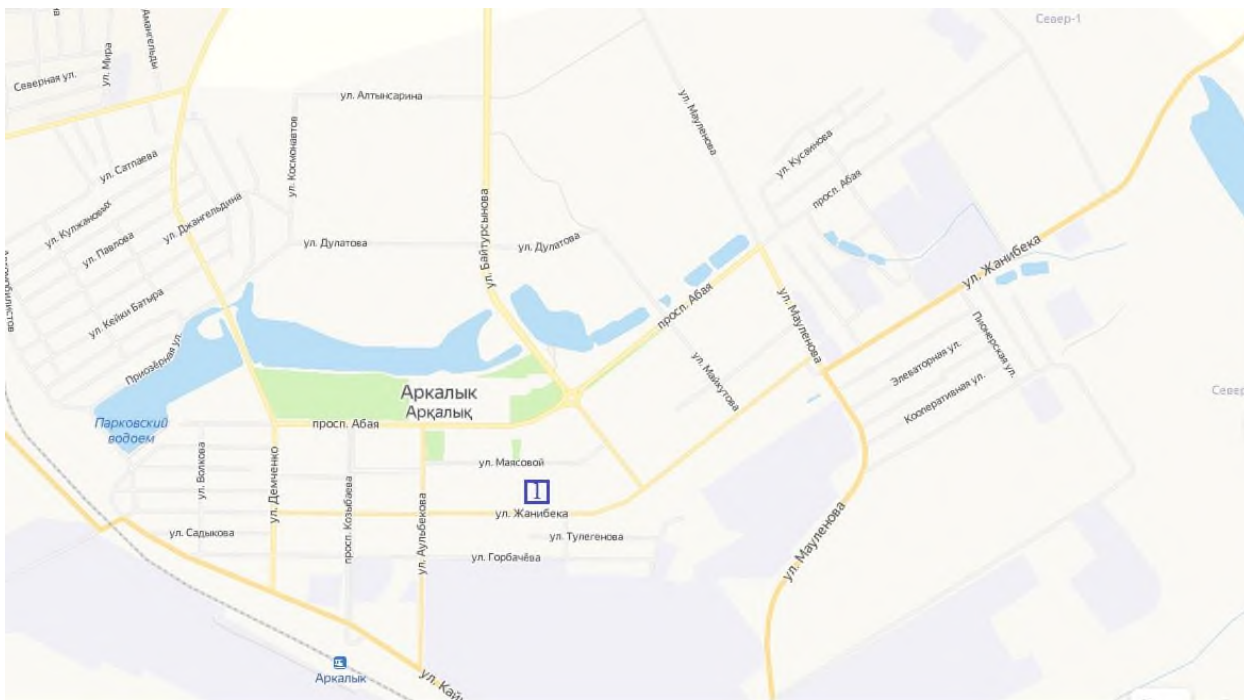 Амангельды
ул. Мира
Северная ул.
Север-1
ул. Алтынсарина
ул. Мауленова
ул. Сатпаева
ул. Космонавтов
ул. Кусаинова
просп. Абая
ул. Кулжановых
ул. Джангельдина
ул. Павлова
ул. Байтурсынова
ул. Дулатова
ул. Дулатова
ул. Жанибека
ул. Кейки Батыра
просп. Абая
ул. Мауленова
Приозёрная ул.
Пионерская ул.
Элеваторная ул.
ул. Майкутова
Кооперативная ул.
Аркалык
Арқалық
Парковский
водоем
просп. Абая
ул. Маясовой
ул. Волкова
ул. Демченко
просп. Козыбаева
ул. Аульбекова
1
ул. Жанибека
ул. Садыкова
ул. Тулегенова
ул. Горбачёва
ул. Мауленова
Аркалык